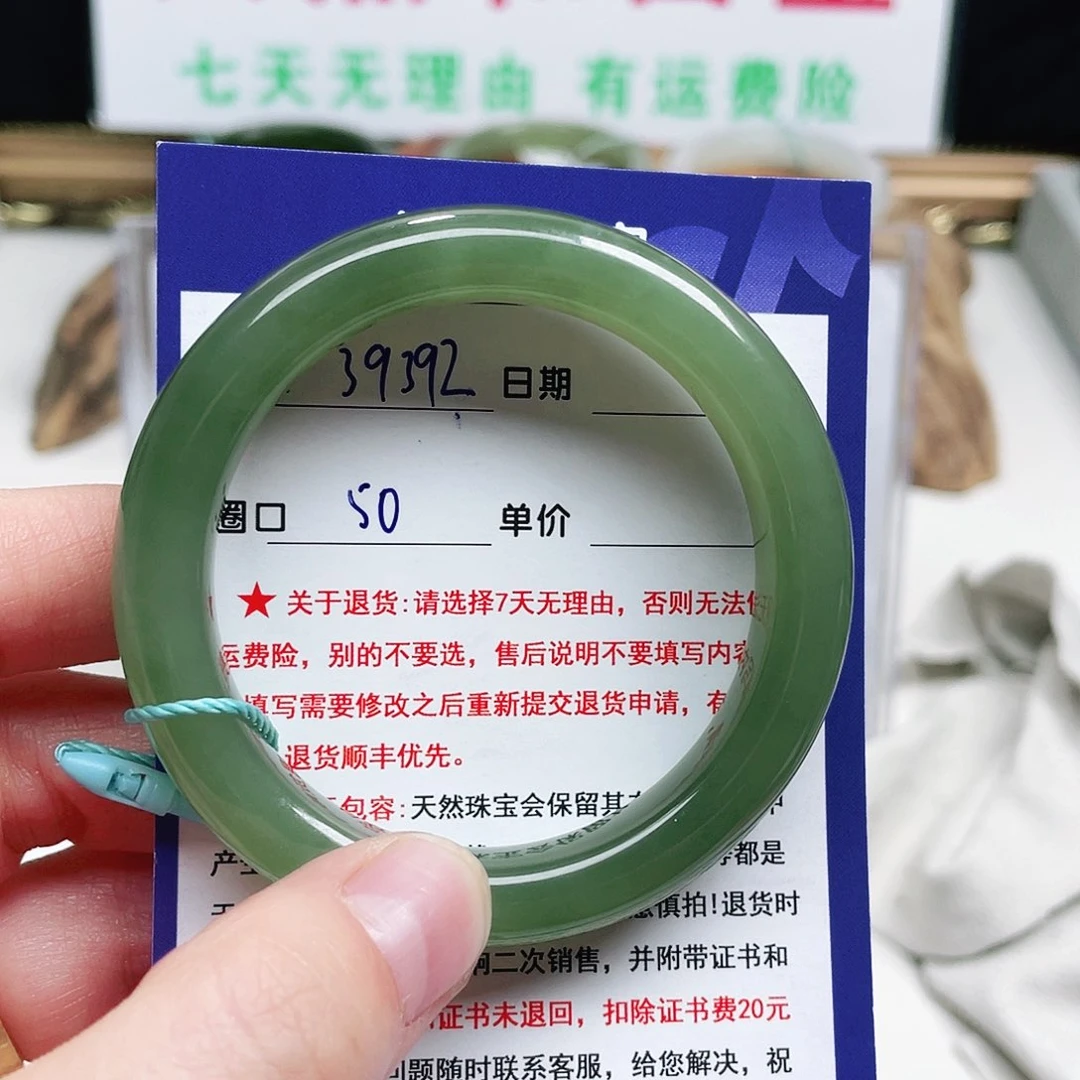 七天无理由 有运费险
39392 日期
圈口 50 单价
★关于退货:请选择7天无理由，否则无法
运费险，别的不要选，售后说明不要填写内容
填写需要修改之后重新提交退货申请，有
退货顺丰优先。
包容:天然珠宝会保留其
产 都是
慎拍!退货时
二次销售，并附带证书和
证书未退回，扣除证书费20元
问题随时联系客服，给您解决，祝